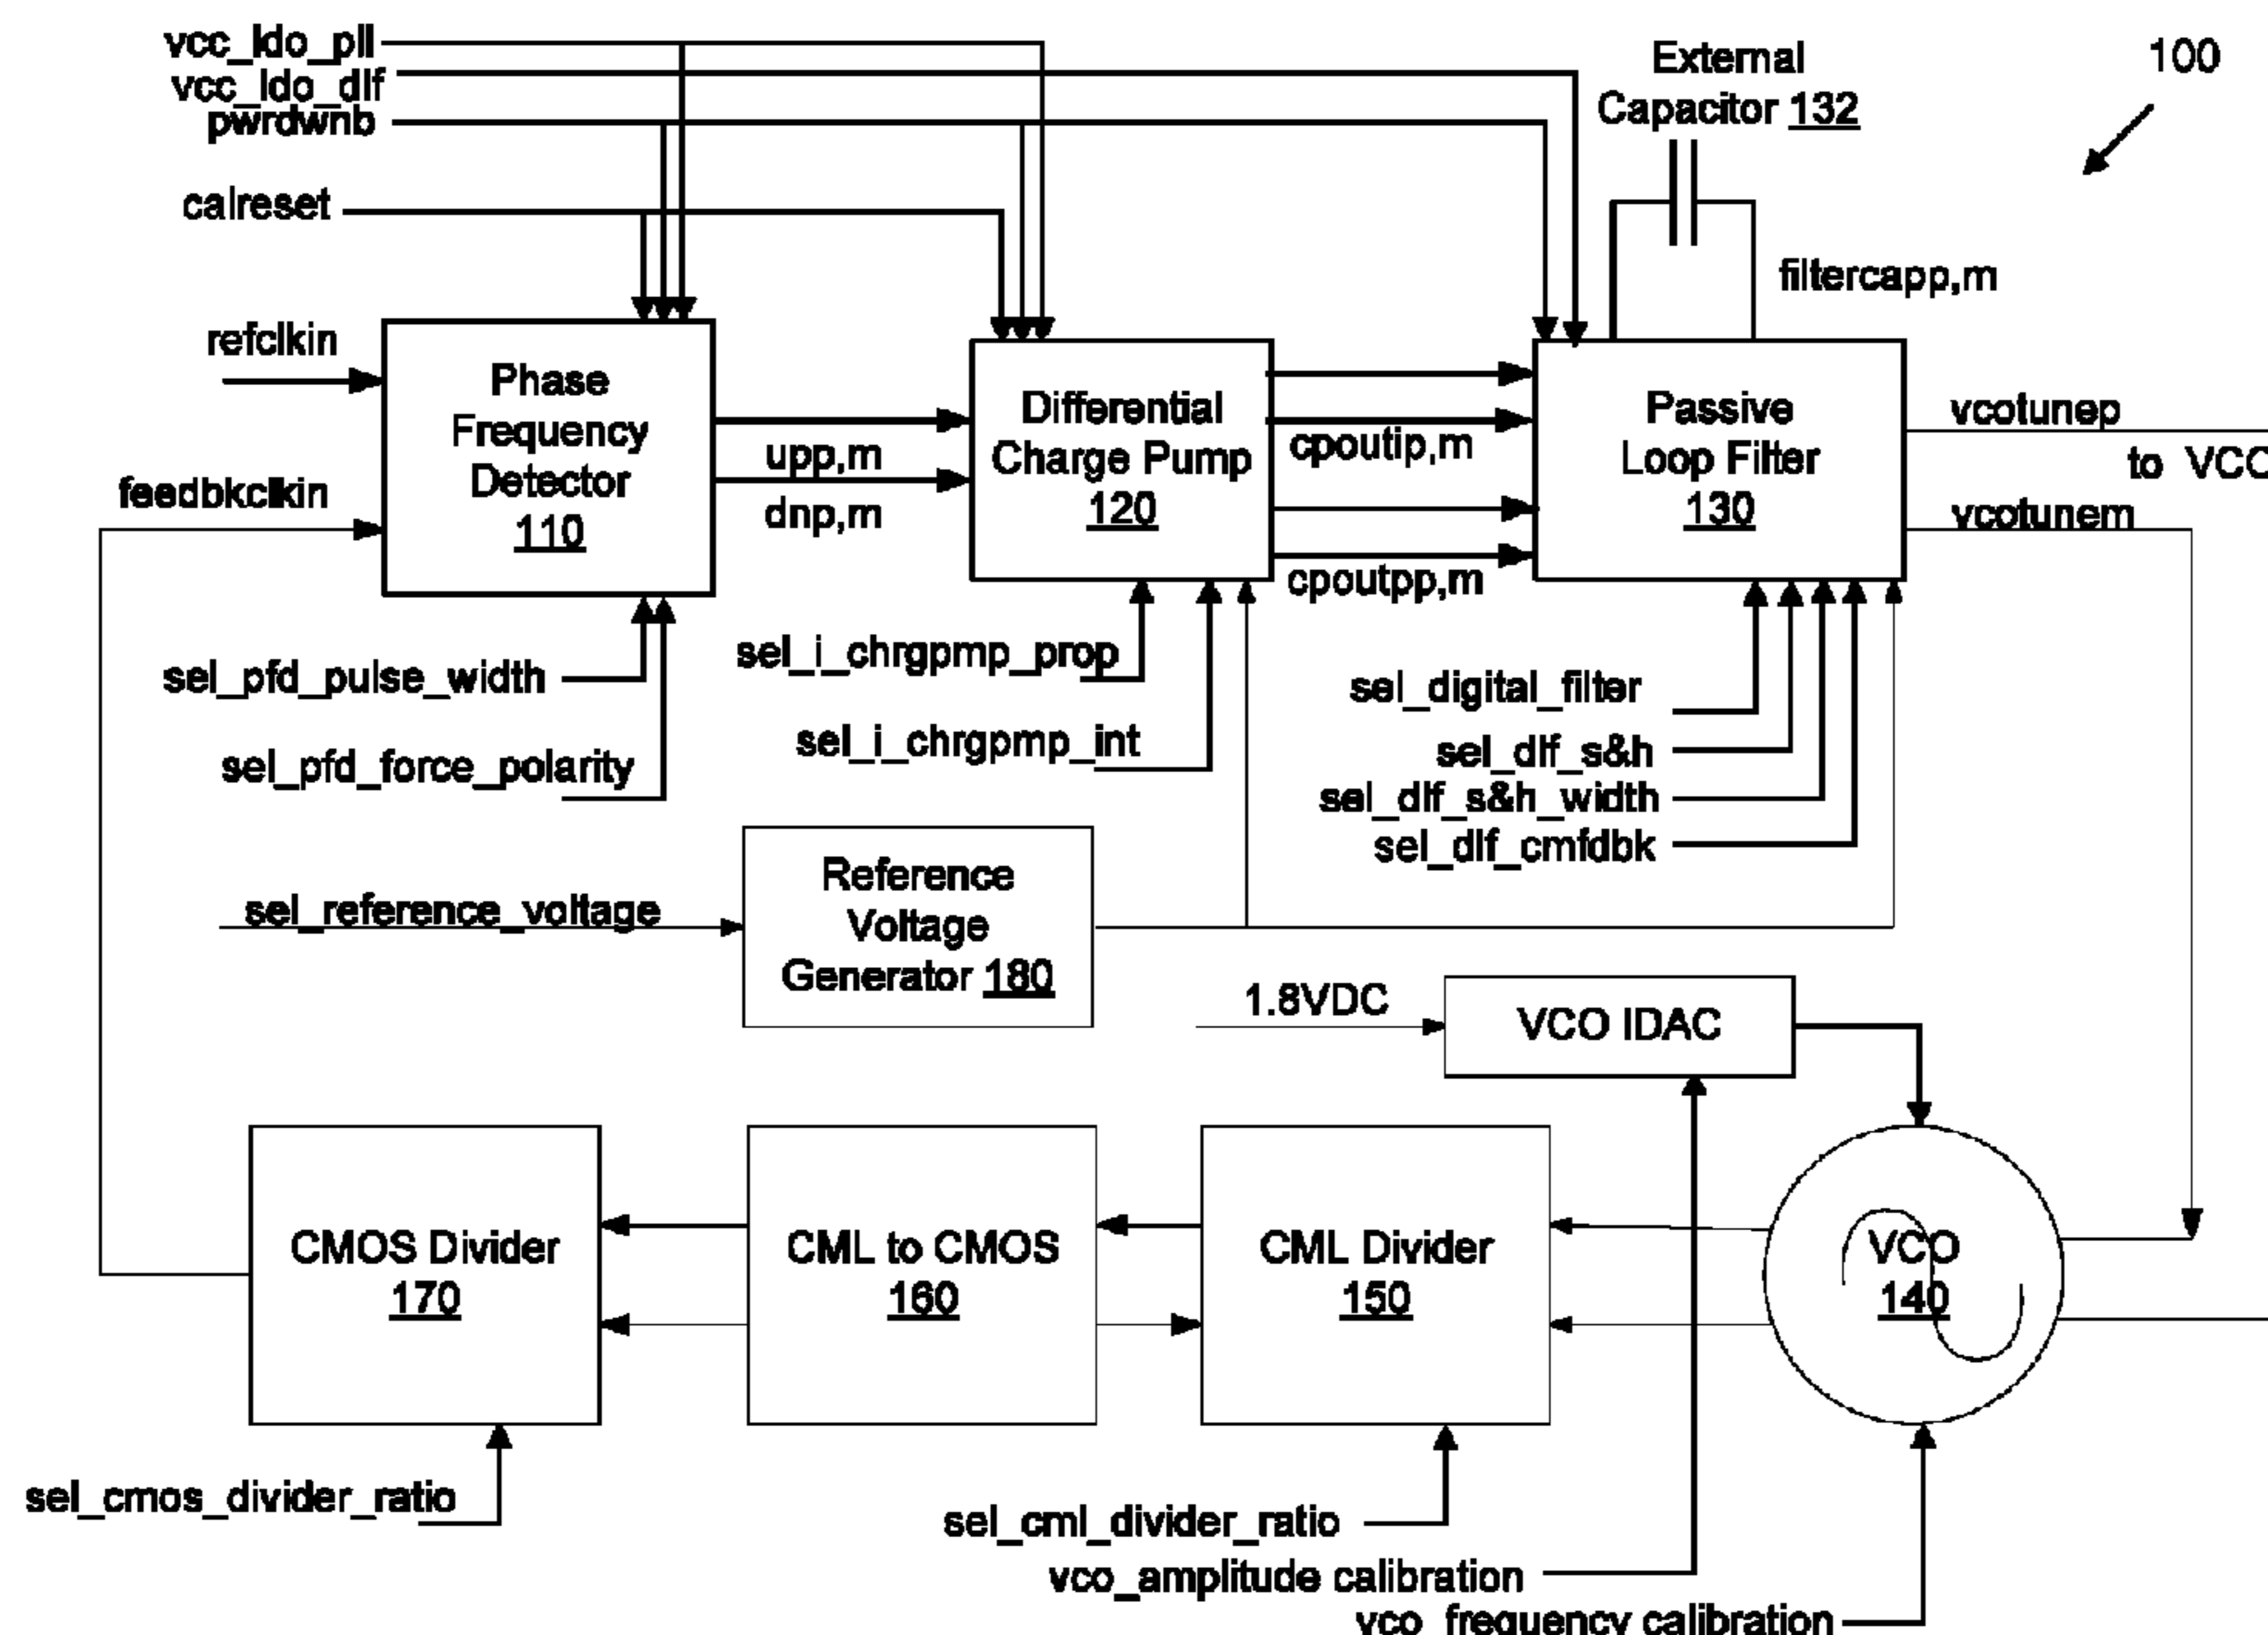 vcc_ldo_pll
vcc_ldo_dlf
pwrdwnb
calreset
External
Capacitor 132
100
filtercapp,m
refclkin
feedbkclkin
Phase
Frequency
Detector
110
upp,m
dnp,m
Differential
Charge Pump
120
cpoutip,m
cpoutpp,m
Passive
Loop Filter
130
vcotunep
to VCO
vcotunem
sel_pfd_pulse_width
sel_pfd_force_polarity
sel_i_chrgpmp_prop
sel_i_chrgpmp_int
sel_digital_filter
sel_dlf_s&h
sel_dlf_s&h_width
sel_dlf_cmfdbk
sel_reference_voltage
Reference
Voltage
Generator 180
1.8VDC
VCO IDAC
CMOS Divider
170
CML to CMOS
160
CML Divider
150
VCO
140
sel_cmos_divider_ratio
sel_cml_divider_ratio
vco_amplitude calibration
vco_frequency calibration